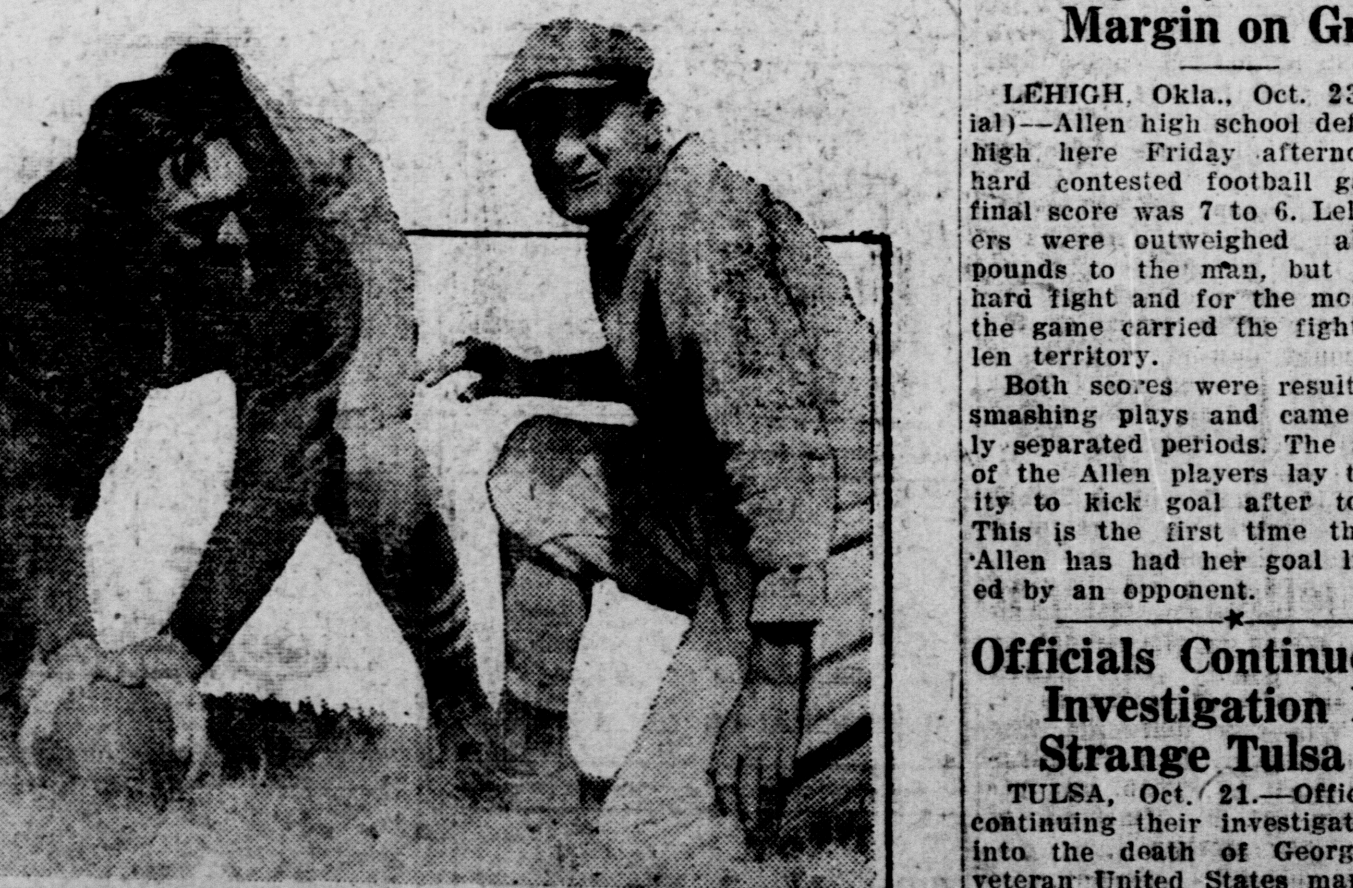 Margin on Gr
LEHIGH, Okla., Oct. 23
ial)--Allen high school def
high here Friday afterno
hard contested football ga
final score was 7 to 6. Leh
ers were outweighed a
pounds to the man, but
hard fight and for the mo
the game carried the fight
len territory.
Both scores were result
smashing plays and came
ly separated periods. The
of the Allen players lay t
ity to kick goal after to
This is the first time th
Allen has had her goal l
ed by an opponent.
Officials Continue
Investigation
Strange Tulsa
TULSA, Oct. 21.—Offic
continuing their investigat
into the death of Georg
veteran United States mar